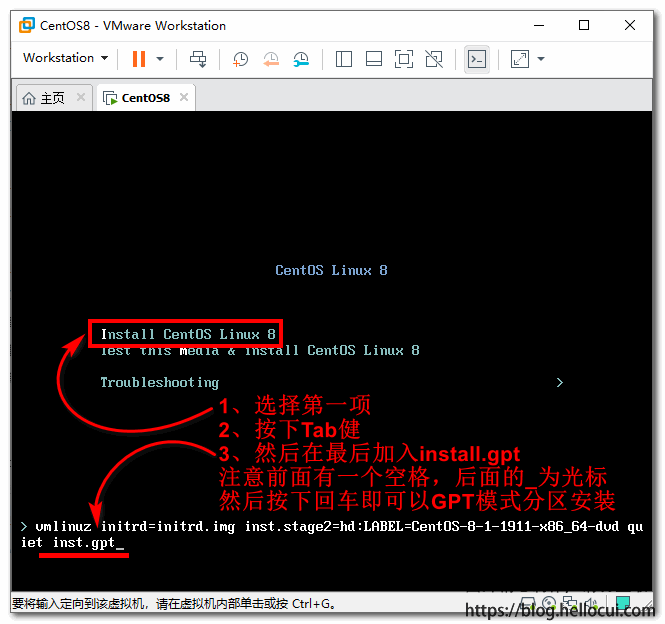 CentOS8 - VMware Workstation
Workstation
主页
CentOS8
CentOS Linux 8
Install CentOS Linux 8
Test this media & install CentOS Linux 8
Troubleshooting >
1、选择第一项
2、按下Tab健
3、然后在最后加入install.gpt
注意前面有一个空格，后面的_为光标
然后按下回车即可以GPT模式分区安装
> vmlinuz initrd=initrd.img inst.stage2=hd:LABEL=CentOS-8-1-1911-x86_64-dvd qu
iet inst.gpt_
要将输入定向到该虚拟机，请在虚拟机内部单击或按 Ctrl+G。
https://blog.hellocui.com